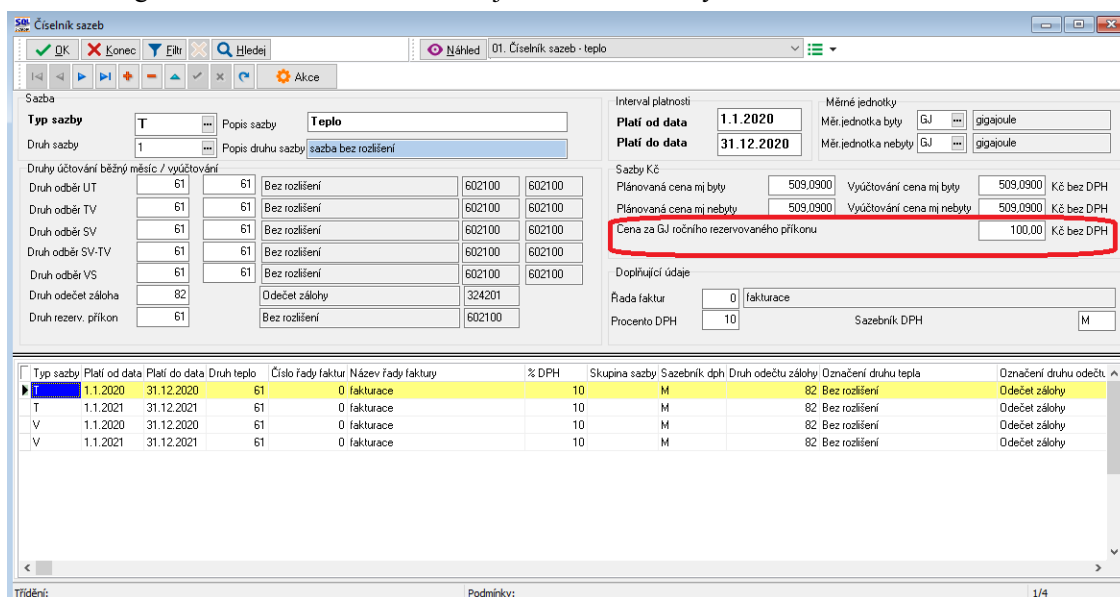 SQL Číselník sazeb
OK Konec Filtr Hledej Náhled 01. Číselník sazeb - teplo
Akce
Sazba
Typ sazby T ... Popis sazby Teplo
Druh sazby 1 ... Popis druhu sazby sazba bez rozlišení
Interval platnosti
Platí od data 1.1.2020
Platí do data 31.12.2020
Měrné jednotky
Měr.jednotka byty GJ ... gigajoule
Měr.jednotka nebyty GJ ... gigajoule
Druhy účtování běžný měsíc / vyúčtování
Druh odběr UT 61 61 Bez rozlišení 602100 602100
Druh odběr TV 61 61 Bez rozlišení 602100 602100
Druh odběr SV 61 61 Bez rozlišení 602100 602100
Druh odběr SV-TV 61 61 Bez rozlišení 602100 602100
Druh odběr VS 61 61 Bez rozlišení 602100 602100
Druh odečet záloha 82 Odečet zálohy 324201
Druh rezerv. příkon 61 Bez rozlišení 602100
Sazby Kč
Plánovaná cena mj byty 509,0900 Vyúčtování cena mj byty 509,0900 Kč bez DPH
Plánovaná cena mj nebyty 509,0900 Vyúčtování cena mj nebyty 509,0900 Kč bez DPH
Cena za GJ ročního rezervovaného příkonu 100,00 Kč bez DPH
Doplňující údaje
Řada faktur 0 fakturace
Procento DPH 10 Sazebník DPH M
Typ sazby Platí od data Platí do data Druh teplo Číslo řady faktur Název řady faktury % DPH Skupina sazby Sazebník dph Druh odečtu zálohy Označení druhu tepla Označení druhu odečtu
T 1.1.2020 31.12.2020 61 0 fakturace 10 M 82 Bez rozlišení Odečet zálohy
T 1.1.2021 31.12.2021 61 0 fakturace 10 M 82 Bez rozlišení Odečet zálohy
V 1.1.2020 31.12.2020 61 0 fakturace 10 M 82 Bez rozlišení Odečet zálohy
V 1.1.2021 31.12.2021 61 0 fakturace 10 M 82 Bez rozlišení Odečet zálohy
Třídění: Podmínky: 1/4